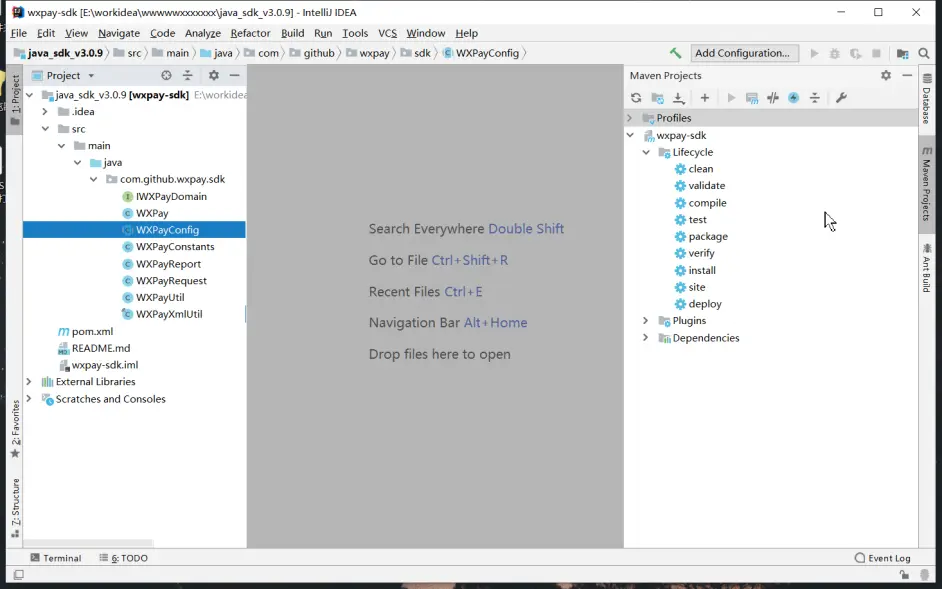 wxpay-sdk [E:\workidea\wwwwwxxxxxxx\java_sdk_v3.0.9] - IntelliJ IDEA
File Edit View Navigate Code Analyze Refactor Build Run Tools VCS Window Help
java_sdk_v3.0.9 src main java com github wxpay sdk WXPayConfig Add Configuration...
1: Project
2: Favorites
Z: Structure
Project
java_sdk_v3.0.9 [wxpay-sdk] E:\workidea
.idea
src
main
java
com.github.wxpay.sdk
IWXPayDomain
WXPay
WXPayConfig
WXPayConstants
WXPayReport
WXPayRequest
WXPayUtil
WXPayXmlUtil
pom.xml
README.md
wxpay-sdk.iml
External Libraries
Scratches and Consoles
Search Everywhere Double Shift
Go to File Ctrl+Shift+R
Recent Files Ctrl+E
Navigation Bar Alt+Home
Drop files here to open
Maven Projects
Profiles
wxpay-sdk
Lifecycle
clean
validate
compile
test
package
verify
install
site
deploy
Plugins
Dependencies
Database
Maven Projects
Ant Build
Terminal 6: TODO Event Log